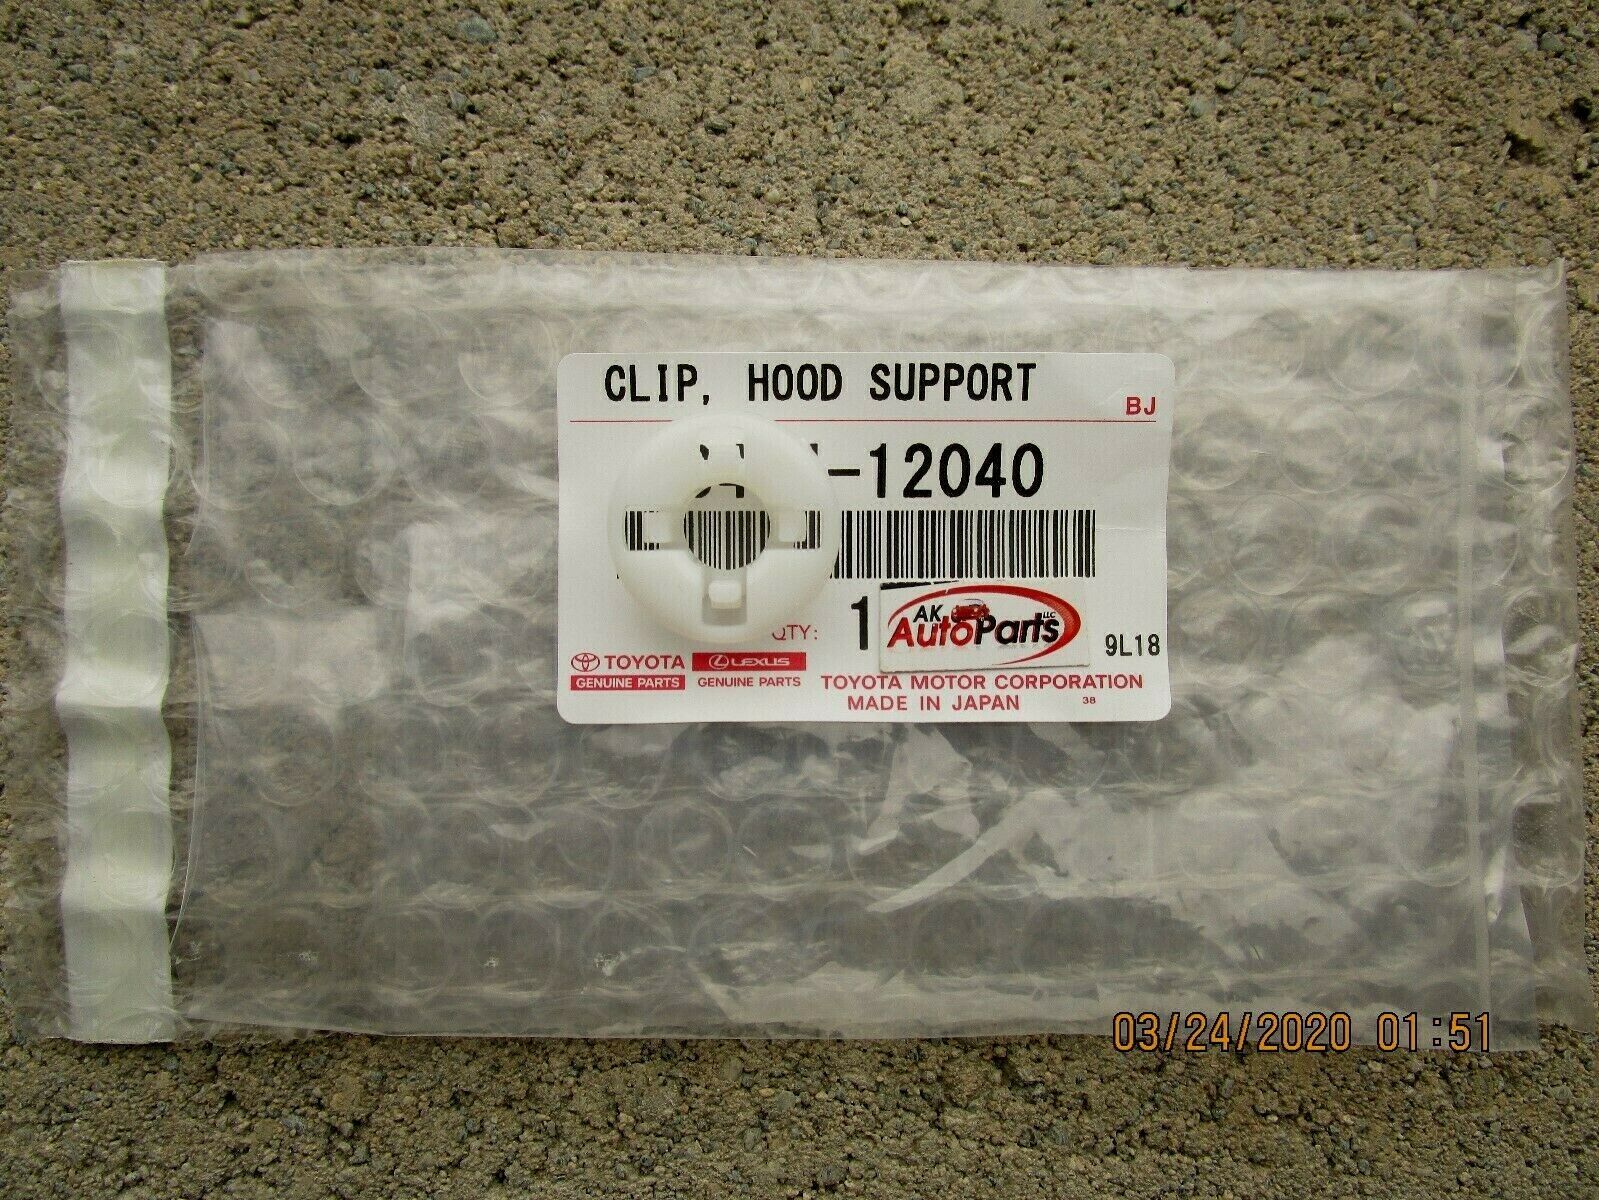 CLIP, HOOD SUPPORT
BJ
-12040
QTY: 1
AK
AutoParts LLC
9L18
TOYOTA LEXUS
GENUINE PARTS GENUINE PARTS
TOYOTA MOTOR CORPORATION
MADE IN JAPAN 38
03/24/2020 01:51